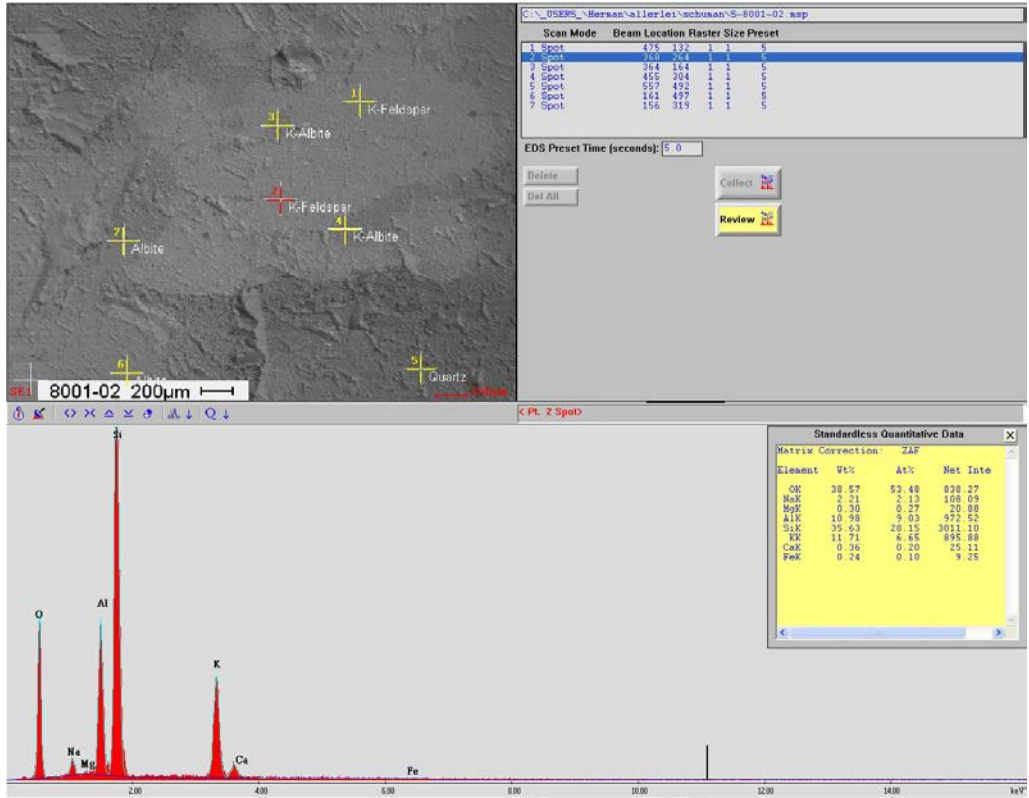 C:\_USERS_\Herman\allerlei\schuman\S-8001-02.msp
Scan Mode Beam Location Raster Size Preset
1 Spot 475 132 1 1 5
2 Spot 368 264 1 1 5
3 Spot 364 164 1 1 5
4 Spot 455 304 1 1 5
5 Spot 557 492 1 1 5
6 Spot 161 497 1 1 5
7 Spot 156 319 1 1 5
EDS Preset Time (seconds): 5.0
Delete
Del All
Collect
Review
1
K-Feldspar
3
K-Albite
2
K-Feldspar
4
K-Albite
7
Albite
6
Albite
5
Quartz
SE1
8001-02 200µm
< Pt. 2 Spot>
Standardless Quantitative Data
Matrix Correction: ZAF
Element Wt% At% Net Inte
OK 38.57 53.48 838.27
NaK 2.21 2.13 108.09
MgK 0.30 0.27 20.88
AlK 10.98 9.03 972.52
SiK 35.63 28.15 3011.10
KK 11.71 6.65 895.88
CaK 0.36 0.20 25.11
FeK 0.24 0.10 9.25
Si
O
Al
K
Na
Mg
Ca
Fe
2.00 4.00 6.00 8.00 10.00 12.00 14.00 keV